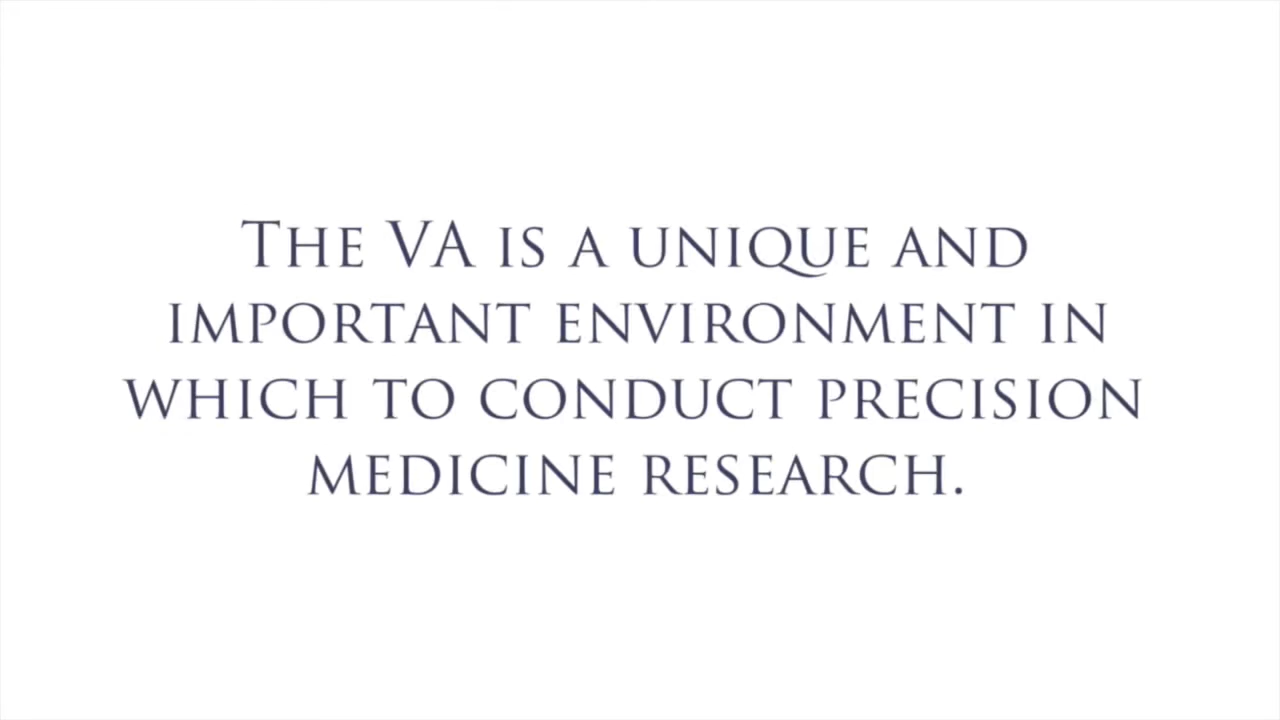 The VA is a unique and
important environment in
which to conduct precision
medicine research.